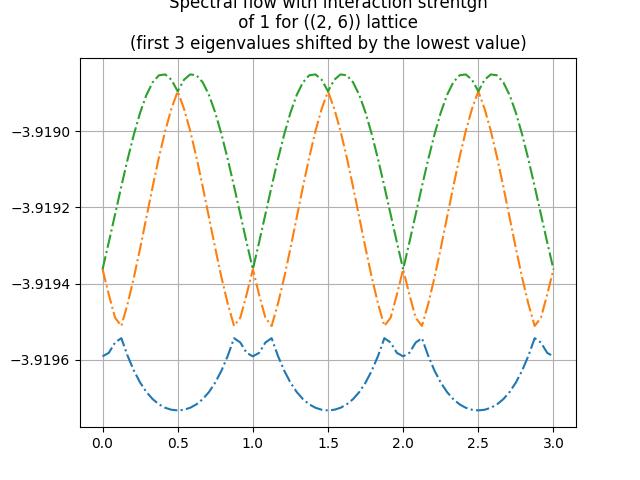 Spectral flow with interaction strentgh
of 1 for ((2, 6)) lattice
(first 3 eigenvalues shifted by the lowest value)
−3.9190
−3.9192
−3.9194
−3.9196
0.0 0.5 1.0 1.5 2.0 2.5 3.0